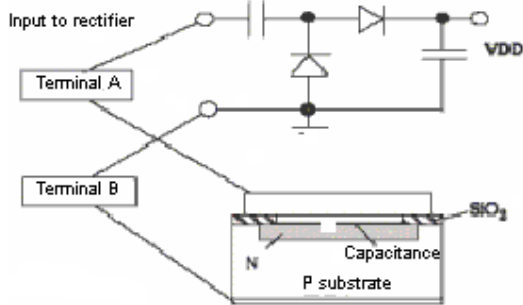 Input to rectifier
VDD
Terminal A
Terminal B
SiO2
N
Capacitance
P substrate